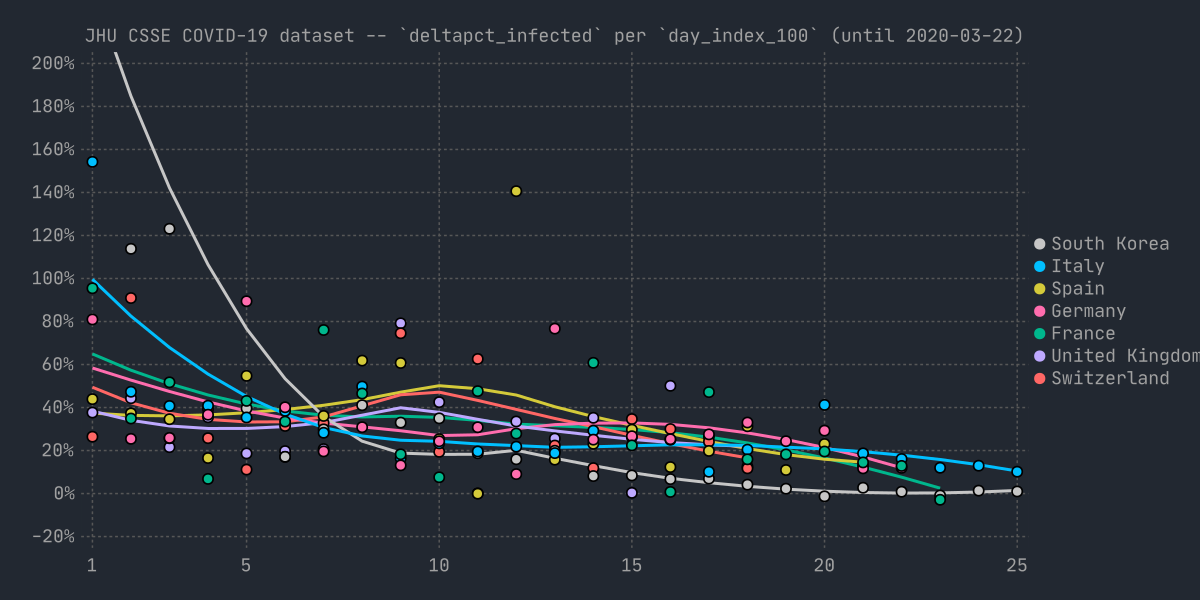 JHU CSSE COVID-19 dataset -- `deltapct_infected` per `day_index_100` (until 2020-03-22)
200%
180%
160%
140%
120%
100%
80%
60%
40%
20%
0%
-20%
1 5 10 15 20 25
South Korea
Italy
Spain
Germany
France
United Kingdom
Switzerland